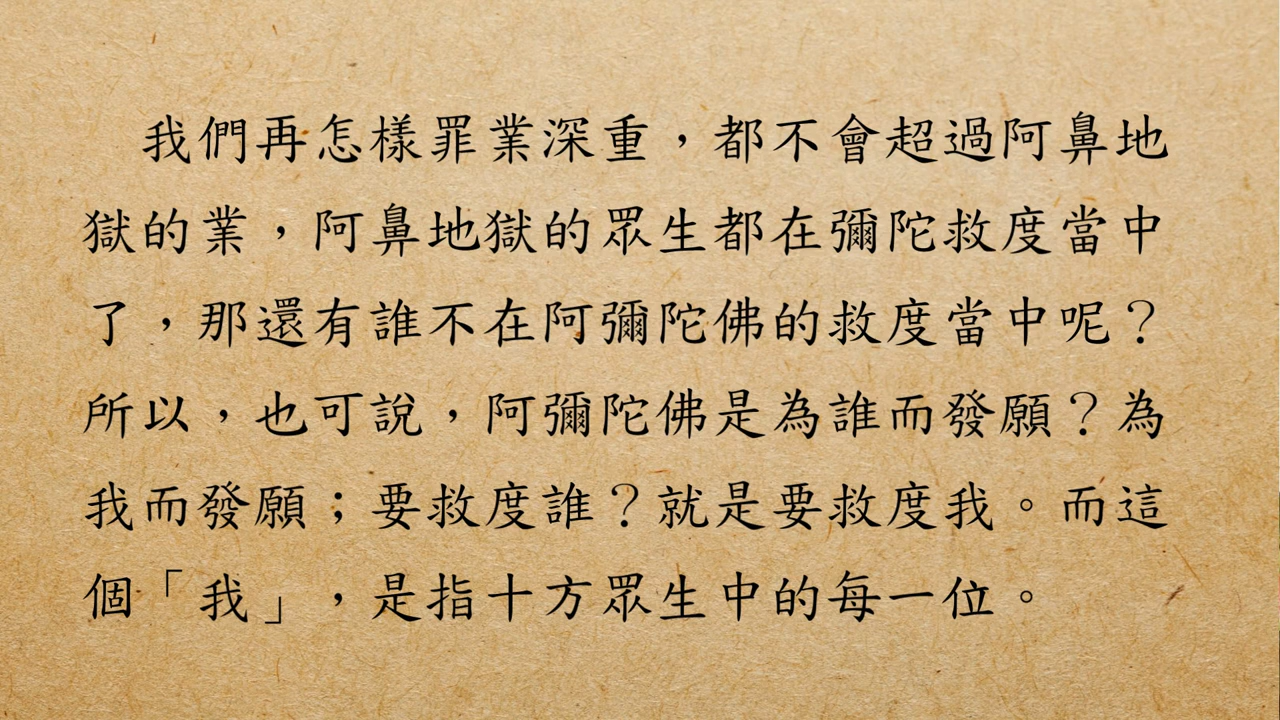 我們再怎樣罪業深重，都不會超過阿鼻地
獄的業，阿鼻地獄的眾生都在彌陀救度當中
了，那還有誰不在阿彌陀佛的救度當中呢？
所以，也可說，阿彌陀佛是為誰而發願？為
我而發願；要救度誰？就是要救度我。而這
個「我」，是指十方眾生中的每一位。